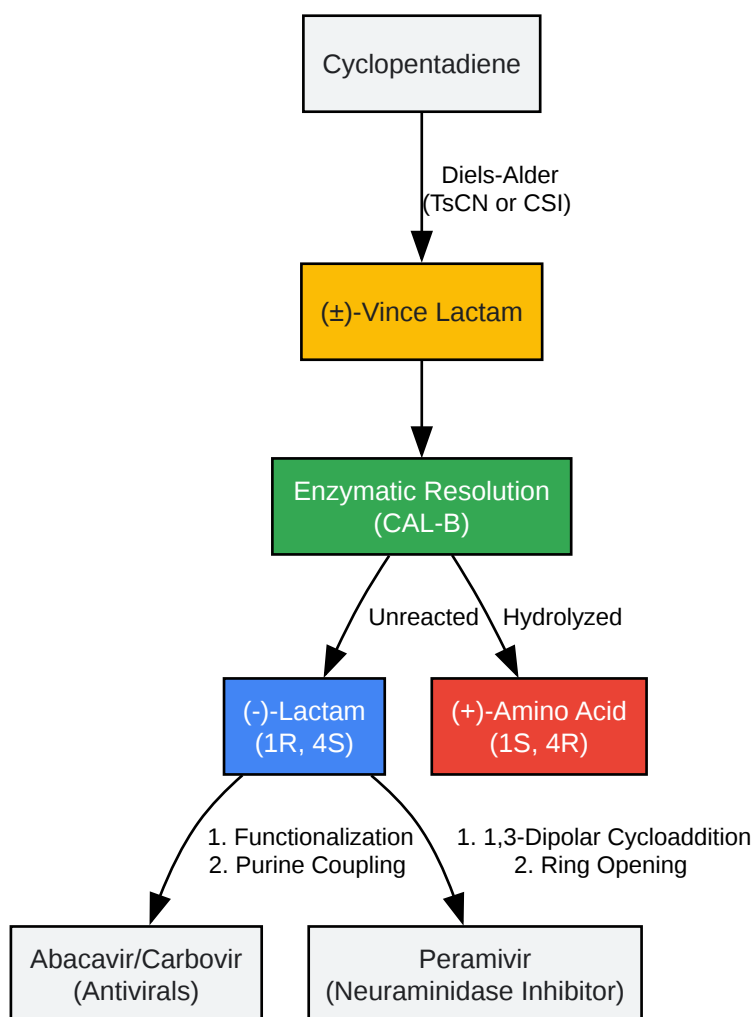 Cyclopentadiene
Diels-Alder
(TsCN or CSI)
(±)-Vince Lactam
Enzymatic Resolution
(CAL-B)
Unreacted
Hydrolyzed
(-)-Lactam
(1R, 4S)
(+)-Amino Acid
(1S, 4R)
1. Functionalization
2. Purine Coupling
1. 1,3-Dipolar Cycloaddition
2. Ring Opening
Abacavir/Carbovir
(Antivirals)
Peramivir
(Neuraminidase Inhibitor)